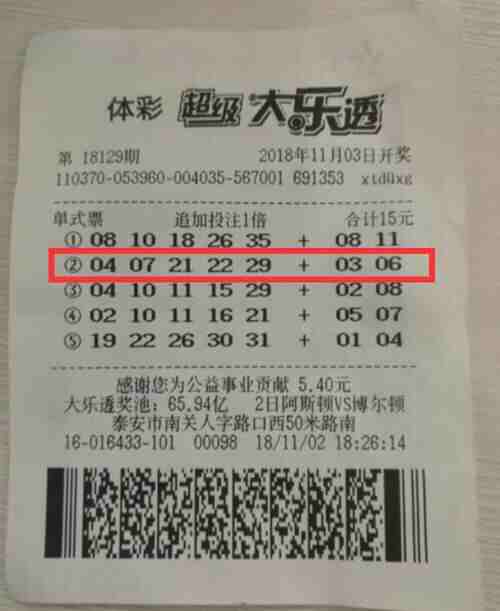 体彩 超级大乐透
第 18129期 2018年11月03日开奖
110370-053960-004035-567001 691353 xtdUxg
单式票 追加投注1倍 合计15元
① 08 10 18 26 35 + 08 11
② 04 07 21 22 29 + 03 06
③ 04 10 11 15 29 + 02 08
④ 02 10 11 16 21 + 05 07
⑤ 19 22 26 30 31 + 01 04
感谢您为公益事业贡献 5.40元
大乐透奖池: 65.94亿 2日阿斯顿VS博尔顿
泰安市南关人字路口西50米路南
16-016433-101 00098 18/11/02 18:26:14